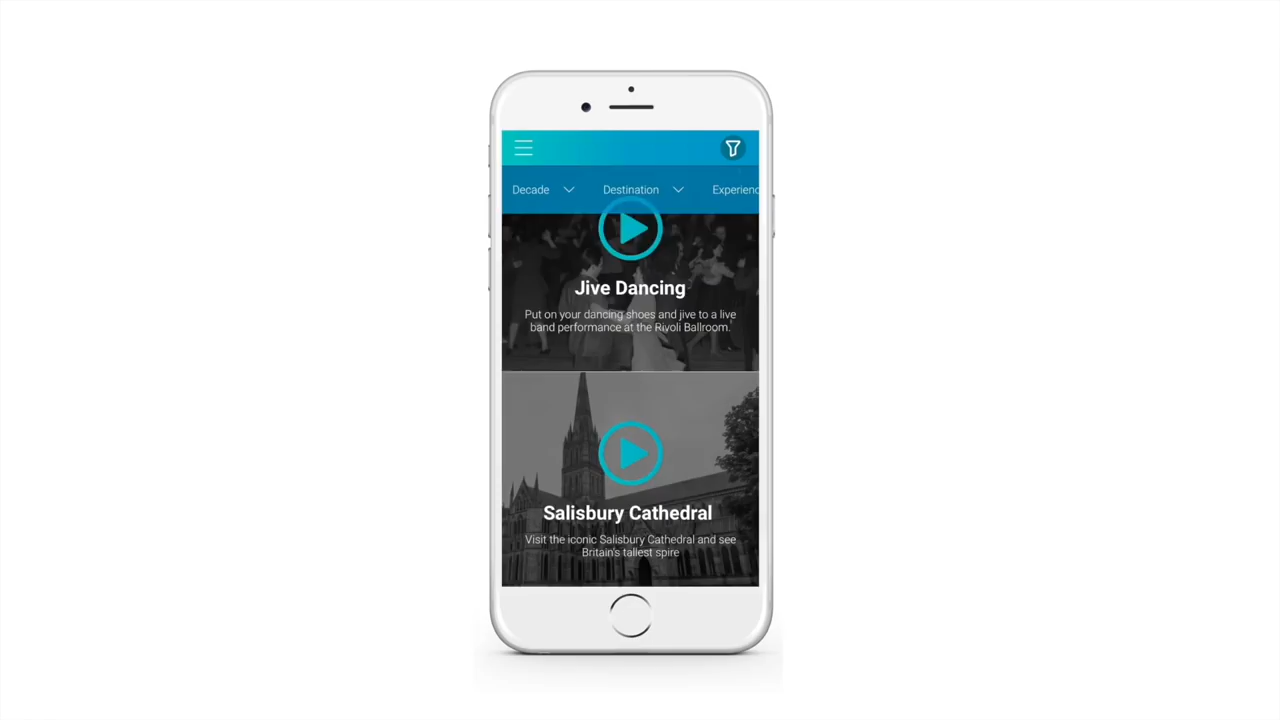 Decade
Destination
Experienc
Jive Dancing
Put on your dancing shoes and jive to a live
band performance at the Rivoli Ballroom.
Salisbury Cathedral
Visit the iconic Salisbury Cathedral and see
Britain's tallest spire